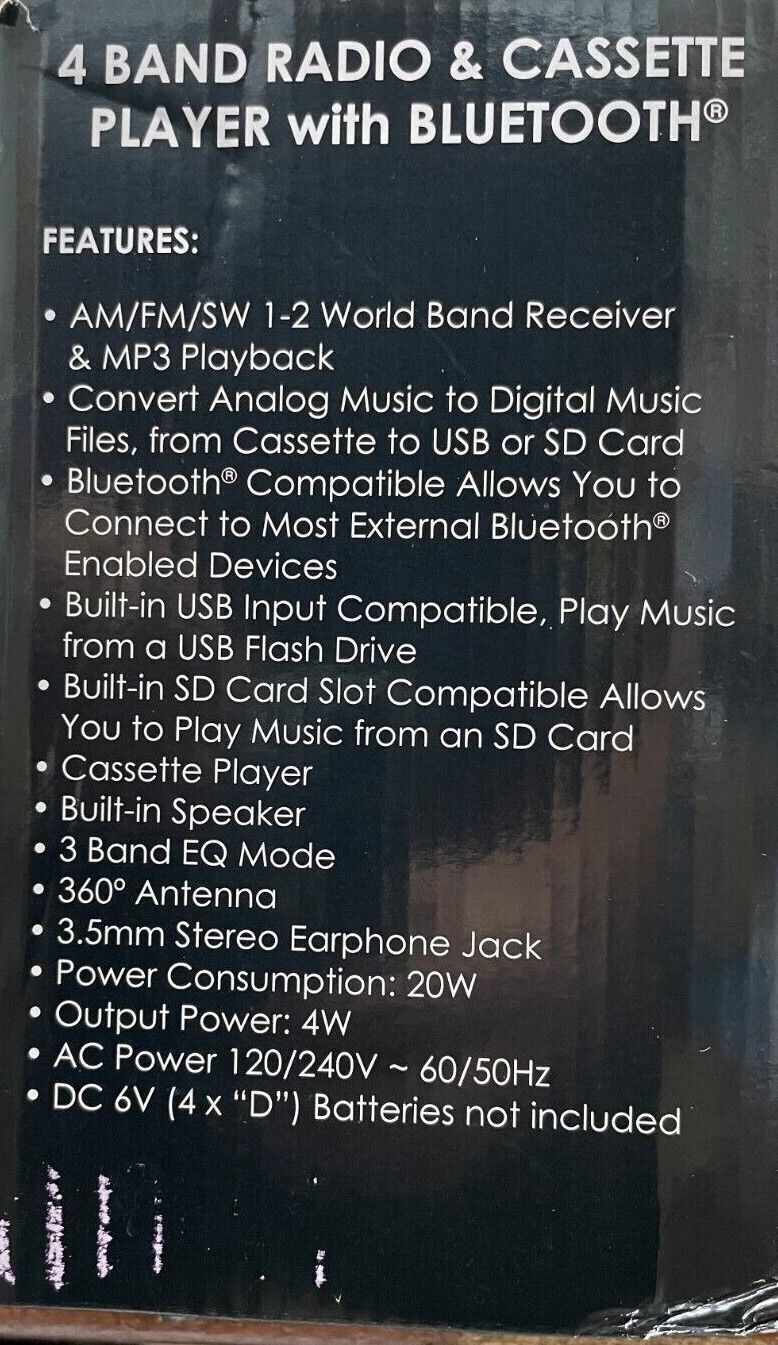 4 BAND RADIO & CASSETTE
PLAYER with BLUETOOTH®
FEATURES:
• AM/FM/SW 1-2 World Band Receiver
& MP3 Playback
• Convert Analog Music to Digital Music
Files, from Cassette to USB or SD Card
• Bluetooth® Compatible Allows You to
Connect to Most External Bluetooth®
Enabled Devices
• Built-in USB Input Compatible, Play Music
from a USB Flash Drive
• Built-in SD Card Slot Compatible Allows
You to Play Music from an SD Card
• Cassette Player
• Built-in Speaker
• 3 Band EQ Mode
• 360º Antenna
• 3.5mm Stereo Earphone Jack
• Power Consumption: 20W
• Output Power: 4W
• AC Power 120/240V ~ 60/50Hz
• DC 6V (4 x “D”) Batteries not included